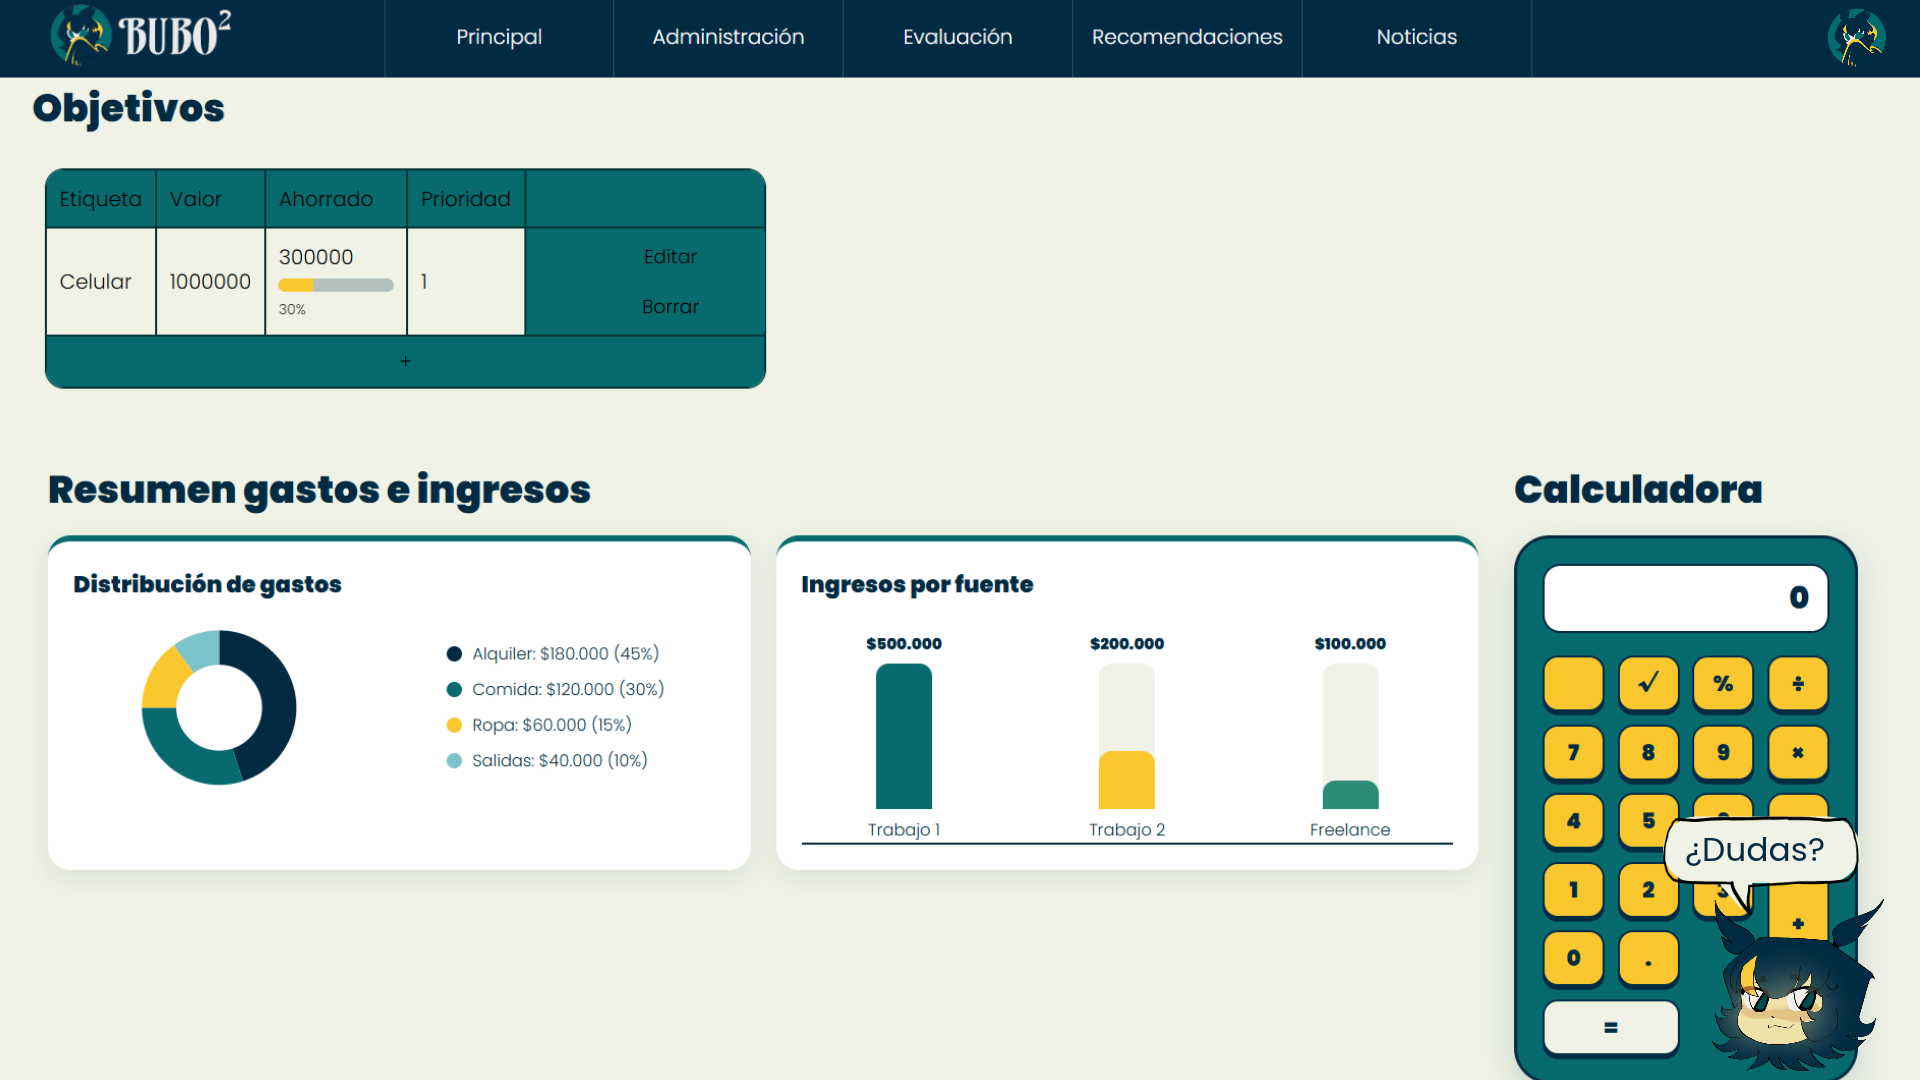 BUBO²
Principal
Administración
Evaluación
Recomendaciones
Noticias
Objetivos
Etiqueta Valor Ahorrado Prioridad
Celular 1000000 300000 1 Editar
30% Borrar
+
Resumen gastos e ingresos
Distribución de gastos
Alquiler: $180.000 (45%)
Comida: $120.000 (30%)
Ropa: $60.000 (15%)
Salidas: $40.000 (10%)
Ingresos por fuente
$500.000 $200.000 $100.000
Trabajo 1 Trabajo 2 Freelance
Calculadora
0
√ % ÷
7 8 9 ×
4 5
1 2 3
+
0 .
=
¿Dudas?